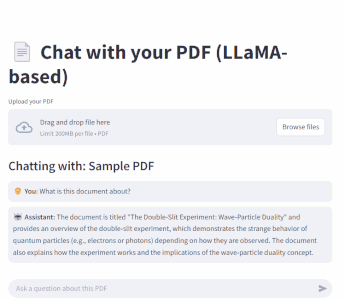 Chat with your PDF (LLaMA-
based)
Upload your PDF
Drag and drop file here
Limit 200MB per file • PDF
Browse files
Chatting with: Sample PDF
You: What is this document about?
Assistant: The document is titled "The Double-Slit Experiment: Wave-Particle Duality" and
provides an overview of the double-slit experiment, which demonstrates the strange behavior of
quantum particles (e.g., electrons or photons) depending on how they are observed. The document
also explains how the experiment works and the implications of the wave-particle duality concept.
Ask a question about this PDF